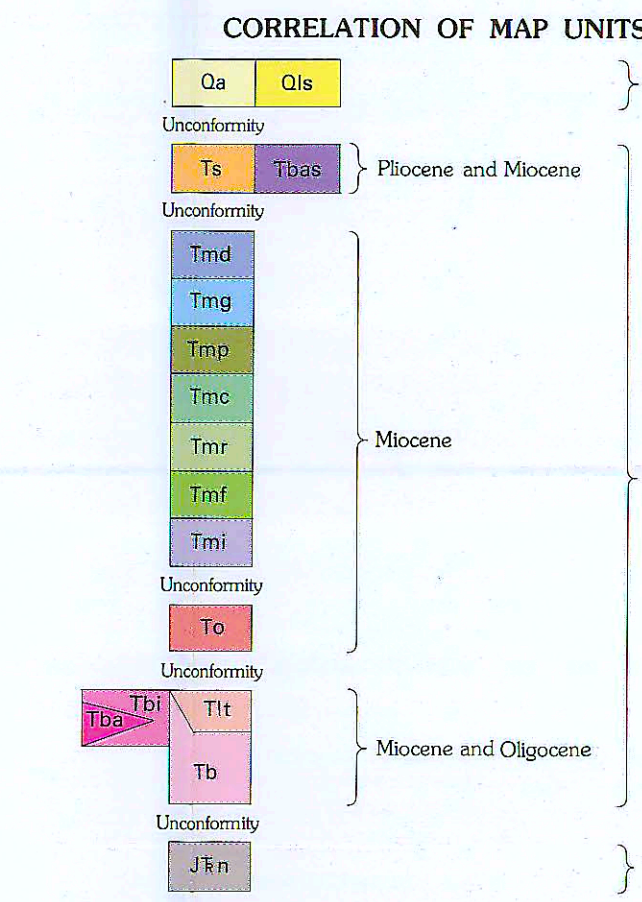 CORRELATION OF MAP UNITS
Qa Qls
Unconformity
Ts Tbas
Pliocene and Miocene
Unconformity
Tmd
Tmg
Tmp
Tmc
Tmr
Miocene
Tmf
Tmi
Unconformity
To
Unconformity
Tba Tbi Tlt
Miocene and Oligocene
Tb
Unconformity
JTRn